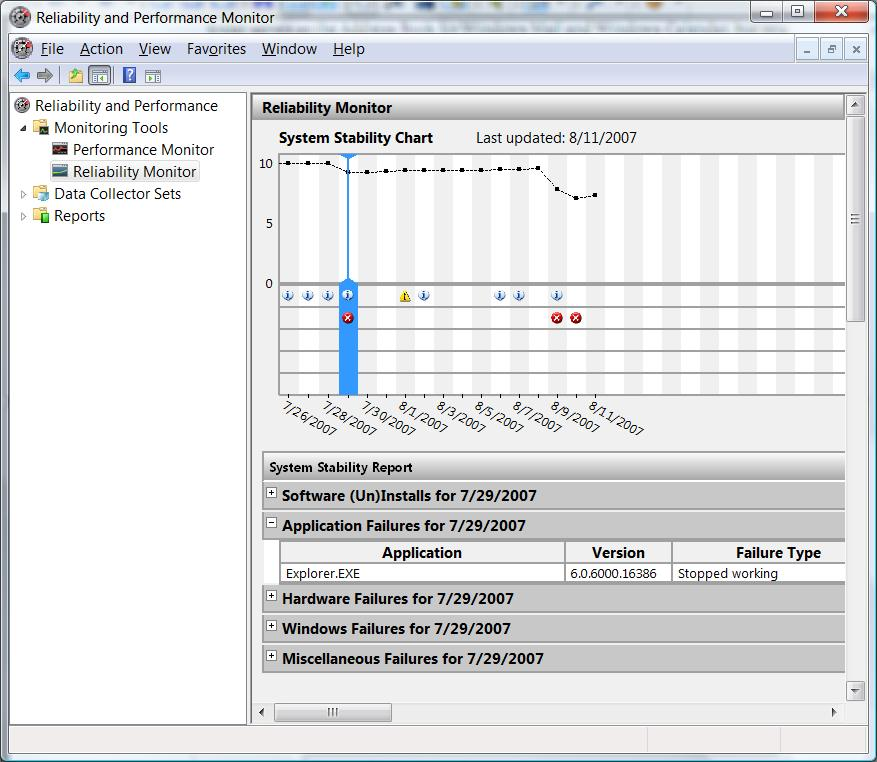 Reliability and Performance Monitor
File Action View Favorites Window Help
Reliability and Performance
Monitoring Tools
Performance Monitor
Reliability Monitor
Data Collector Sets
Reports
Reliability Monitor
System Stability Chart Last updated: 8/11/2007
10
5
0
7/26/2007 7/28/2007 7/30/2007 8/1/2007 8/3/2007 8/5/2007 8/7/2007 8/9/2007 8/11/2007
System Stability Report
Software (Un)Installs for 7/29/2007
Application Failures for 7/29/2007
Application Version Failure Type
Explorer.EXE 6.0.6000.16386 Stopped working
Hardware Failures for 7/29/2007
Windows Failures for 7/29/2007
Miscellaneous Failures for 7/29/2007